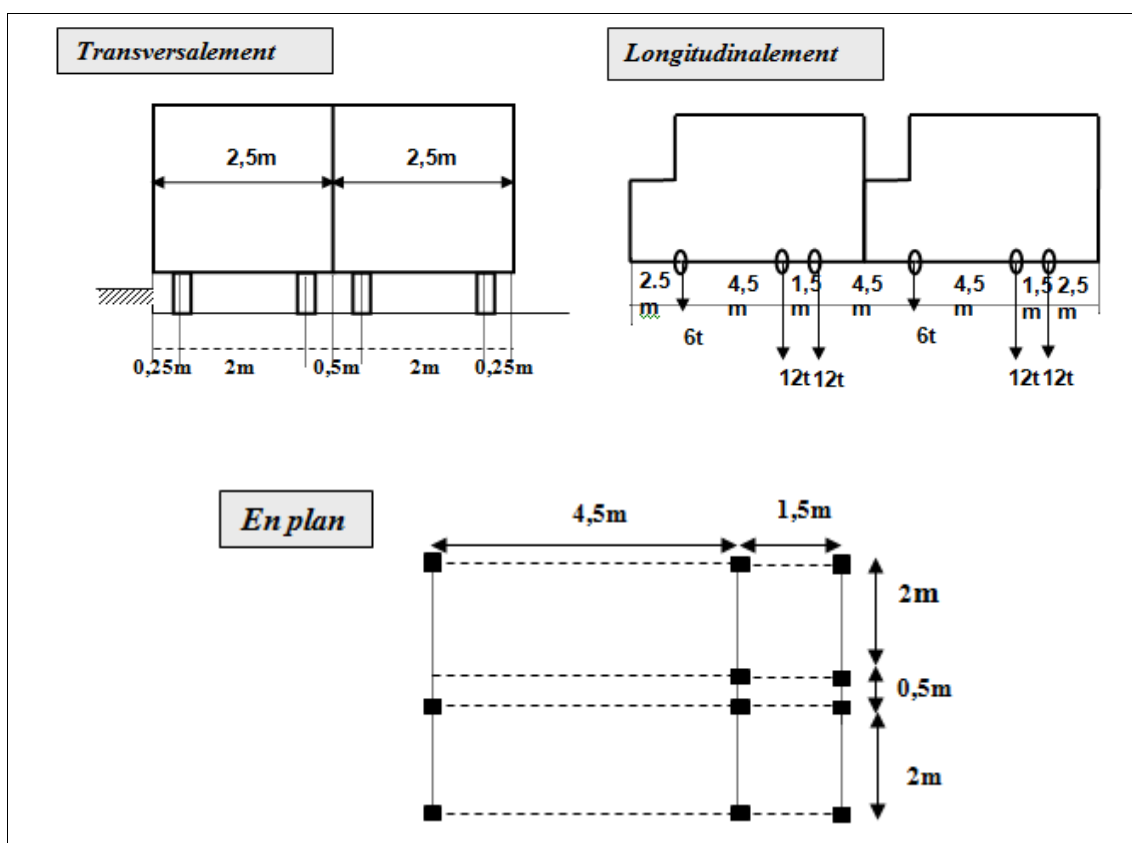 Transversalement
Longitudinalement
2,5m 2,5m
2.5 m 4,5 m 1,5 m 4,5 m 4,5 m 1,5 m 2,5 m
0,25m 2m 0,5m 2m 0,25m
6t 6t
12t 12t 12t 12t
En plan
4,5m 1,5m
2m
0,5m
2m